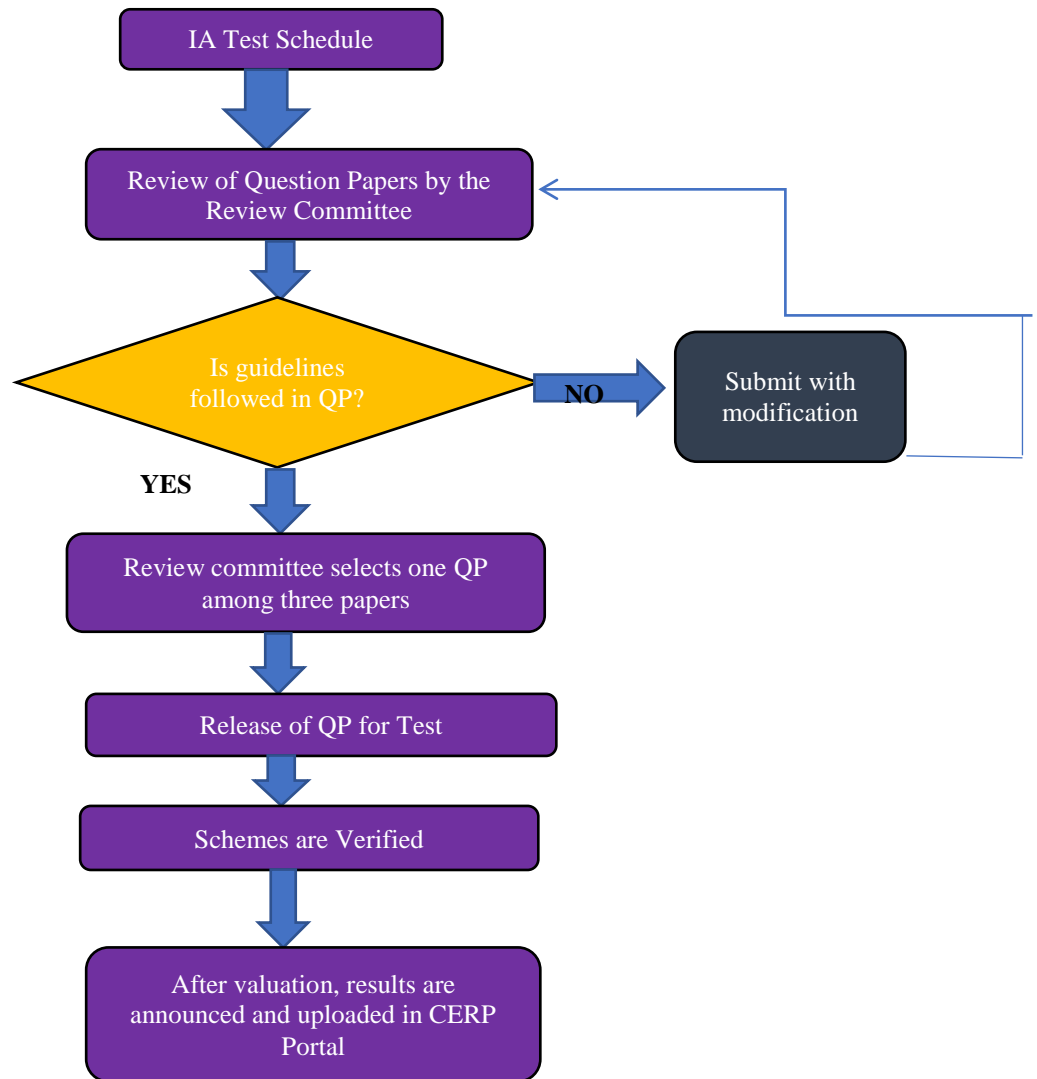 IA Test Schedule
Review of Question Papers by the
Review Committee
Is guidelines
followed in QP?
NO
Submit with
modification
YES
Review committee selects one QP
among three papers
Release of QP for Test
Schemes are Verified
After valuation, results are
announced and uploaded in CERP
Portal